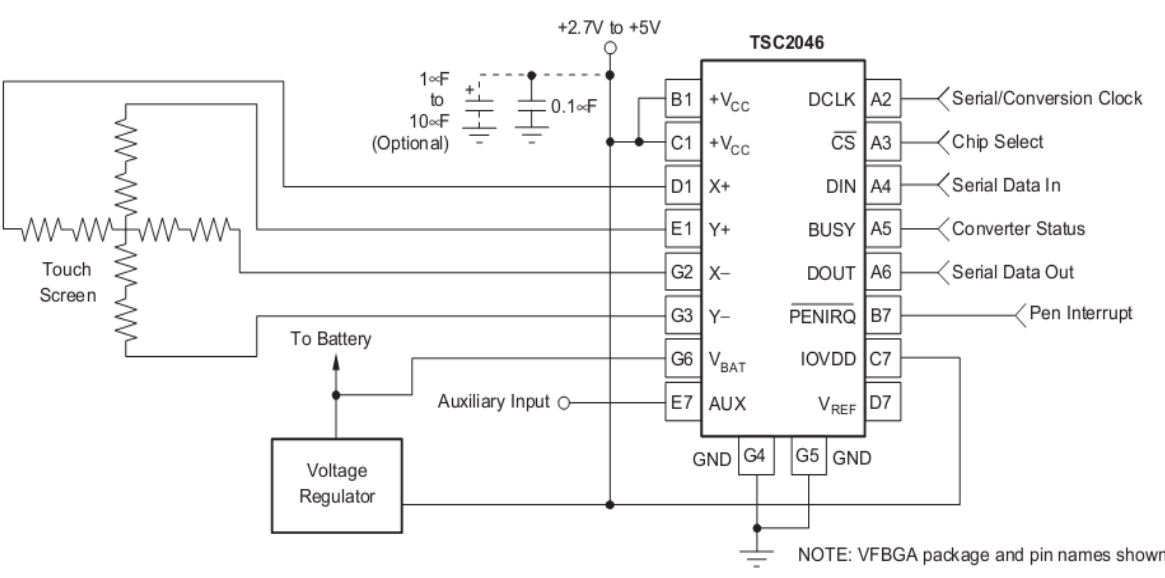 +2.7V to +5V
TSC2046
1∝F
to
10∝F
(Optional)
+
0.1∝F
B1 +VCC
C1 +VCC
D1 X+
E1 Y+
G2 X−
G3 Y−
G6 VBAT
E7 AUX
DCLK A2 Serial/Conversion Clock
CS A3 Chip Select
DIN A4 Serial Data In
BUSY A5 Converter Status
DOUT A6 Serial Data Out
PENIRQ B7 Pen Interrupt
IOVDD C7
VREF D7
Touch
Screen
To Battery
Auxiliary Input
Voltage
Regulator
GND G4 G5 GND
NOTE: VFBGA package and pin names shown